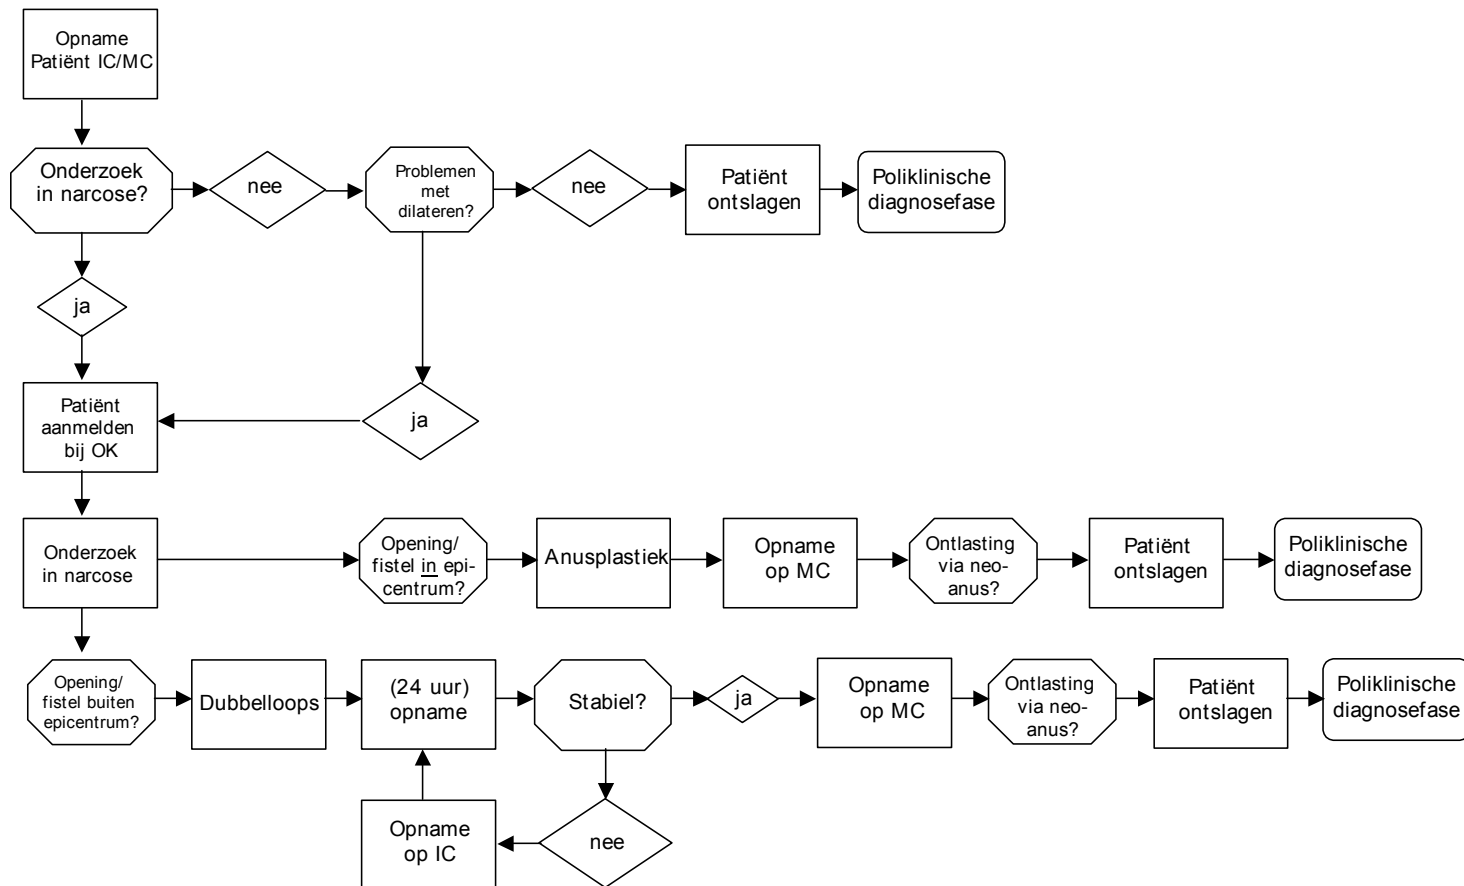 Opname
Patiënt IC/MC
Onderzoek
in narcose?
nee
Problemen
met
dilateren?
nee
Patiënt
ontslagen
Poliklinische
diagnosefase
ja
Patiënt
aanmelden
bij OK
ja
Onderzoek
in narcose
Opening/
fistel in epi-
centrum?
Anusplastiek
Opname
op MC
Ontlasting
via neo-
anus?
Patiënt
ontslagen
Poliklinische
diagnosefase
Opening/
fistel buiten
epicentrum?
Dubbelloops
(24 uur)
opname
Stabiel?
ja
Opname
op MC
Ontlasting
via neo-
anus?
Patiënt
ontslagen
Poliklinische
diagnosefase
Opname
op IC
nee